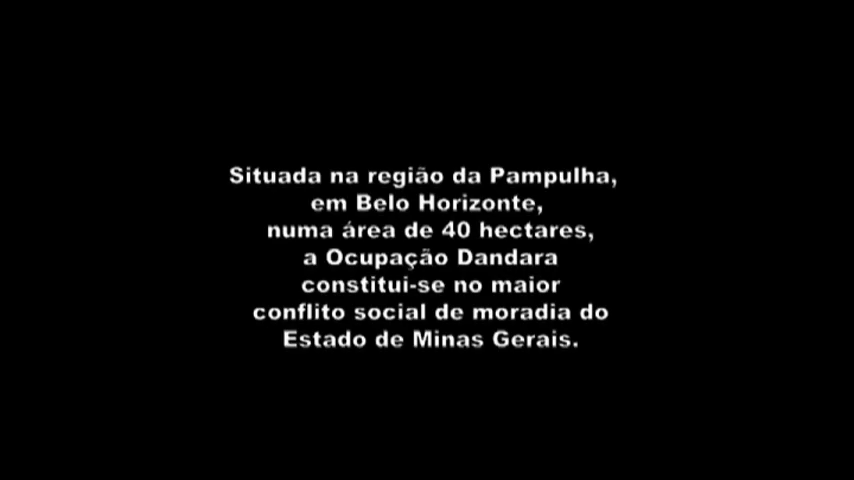 Situada na região da Pampulha,
em Belo Horizonte,
numa área de 40 hectares,
a Ocupação Dandara
constitui-se no maior
conflito social de moradia do
Estado de Minas Gerais.